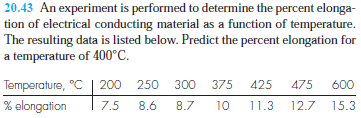 20.43 An experiment is performed to determine the percent elonga-
tion of electrical conducting material as a function of temperature.
The resulting data is listed below. Predict the percent elongation for
a temperature of 400°C.
Temperature, °C 200 250 300 375 425 475 600
% elongation 7.5 8.6 8.7 10 11.3 12.7 15.3